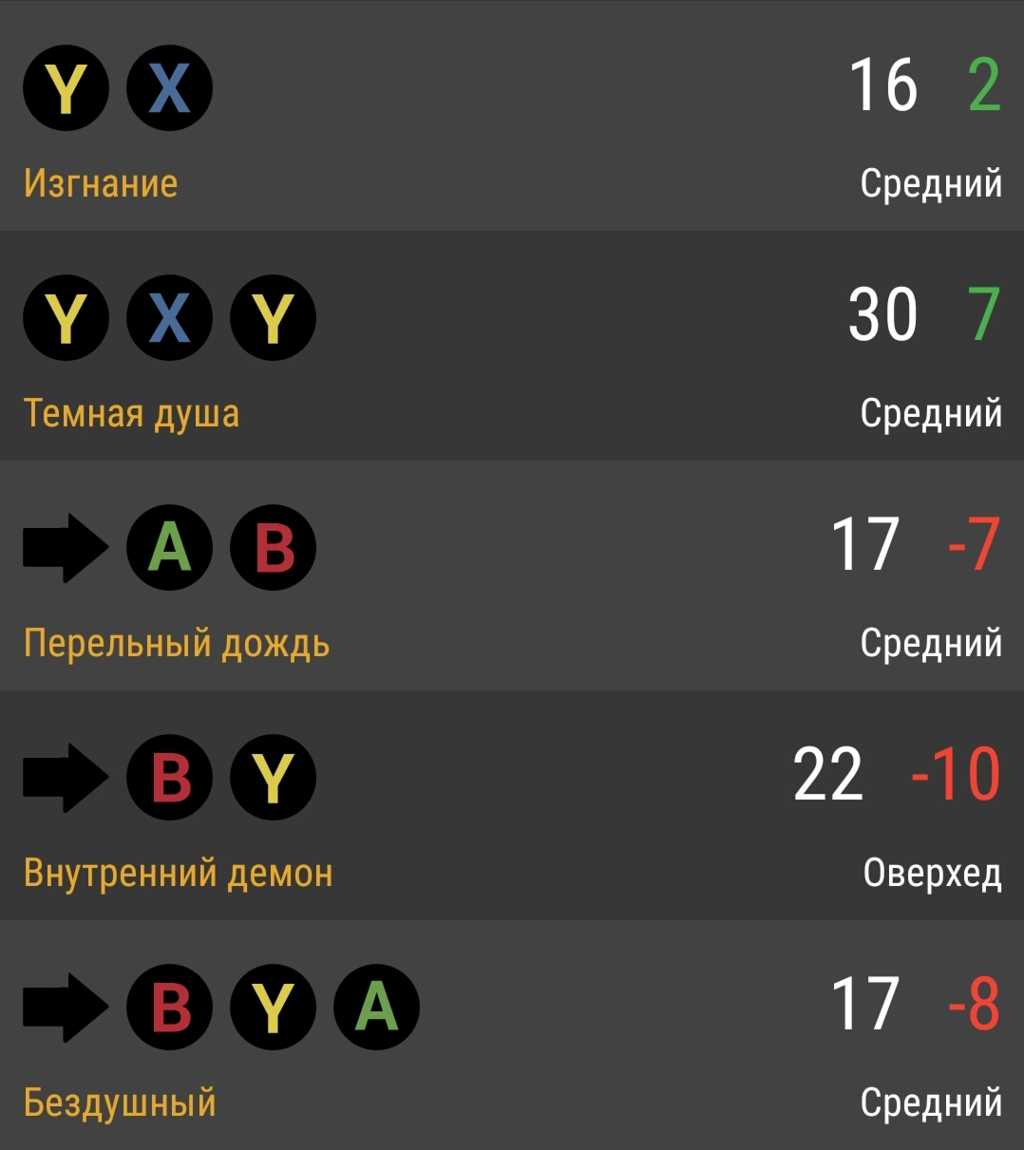 Y X 16 2
Изгнание Средний
Y X Y 30 7
Темная душа Средний
A B 17 -7
Перельный дождь Средний
B Y 22 -10
Внутренний демон Оверхед
B Y A 17 -8
Бездушный Средний